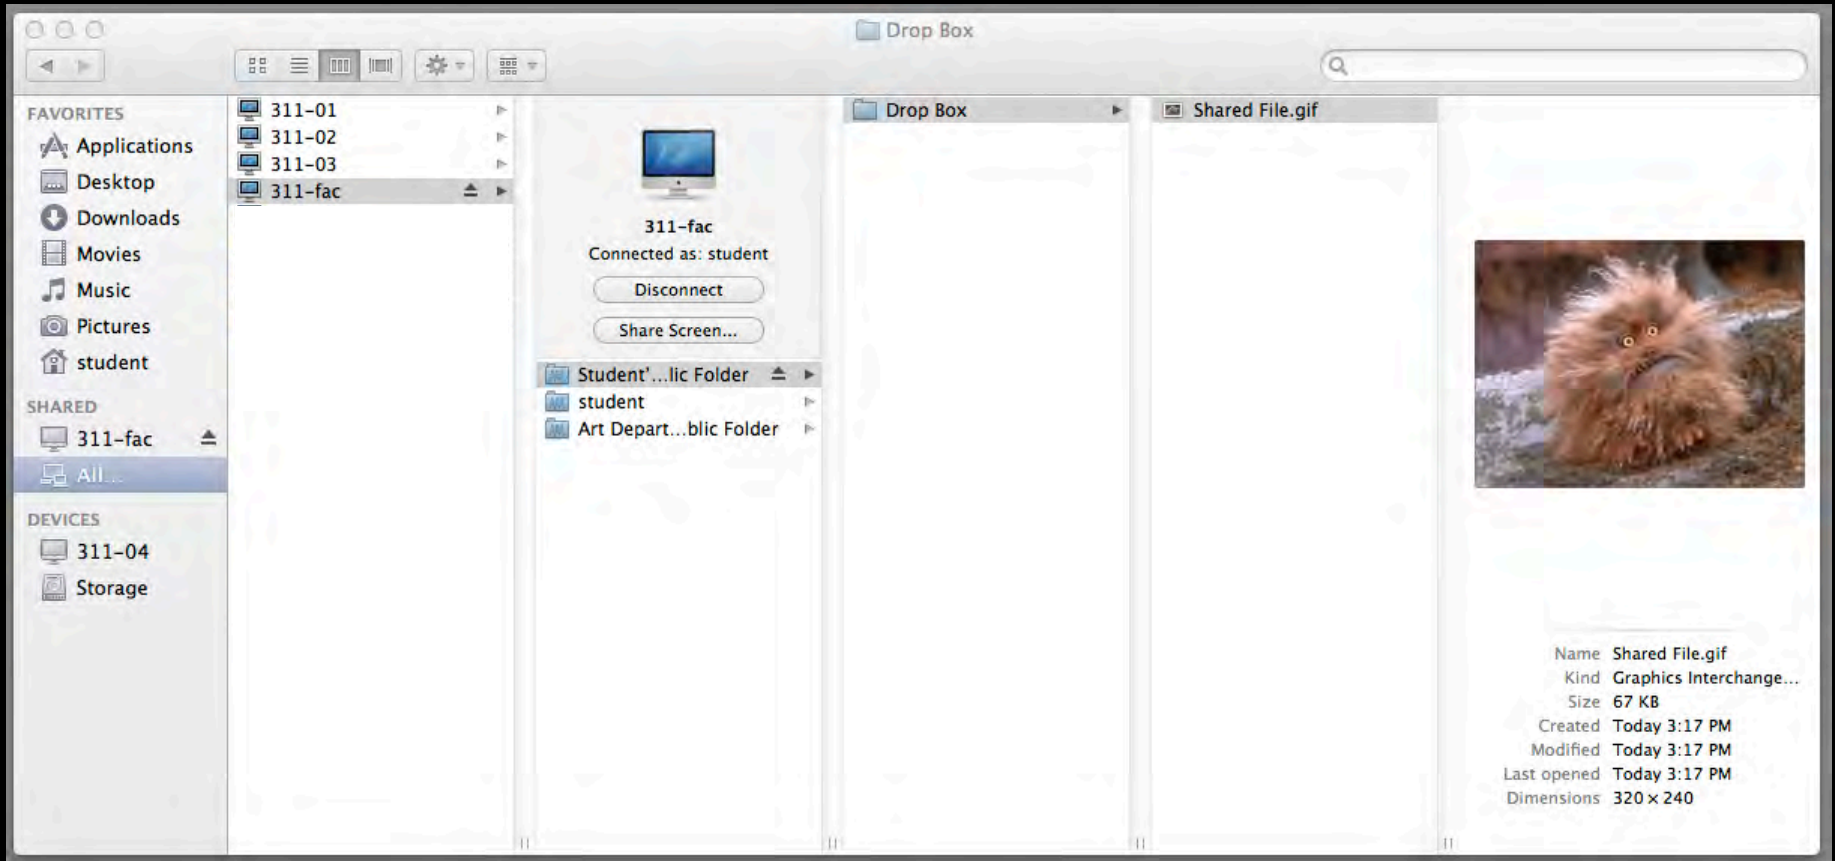 Drop Box
FAVORITES
Applications
Desktop
Downloads
Movies
Music
Pictures
student
SHARED
311-fac
All...
DEVICES
311-04
Storage
311-01
311-02
311-03
311-fac
311-fac
Connected as: student
Disconnect
Share Screen...
Student'...lic Folder
student
Art Depart...blic Folder
Drop Box
Shared File.gif
Name Shared File.gif
Kind Graphics Interchange...
Size 67 KB
Created Today 3:17 PM
Modified Today 3:17 PM
Last opened Today 3:17 PM
Dimensions 320 × 240